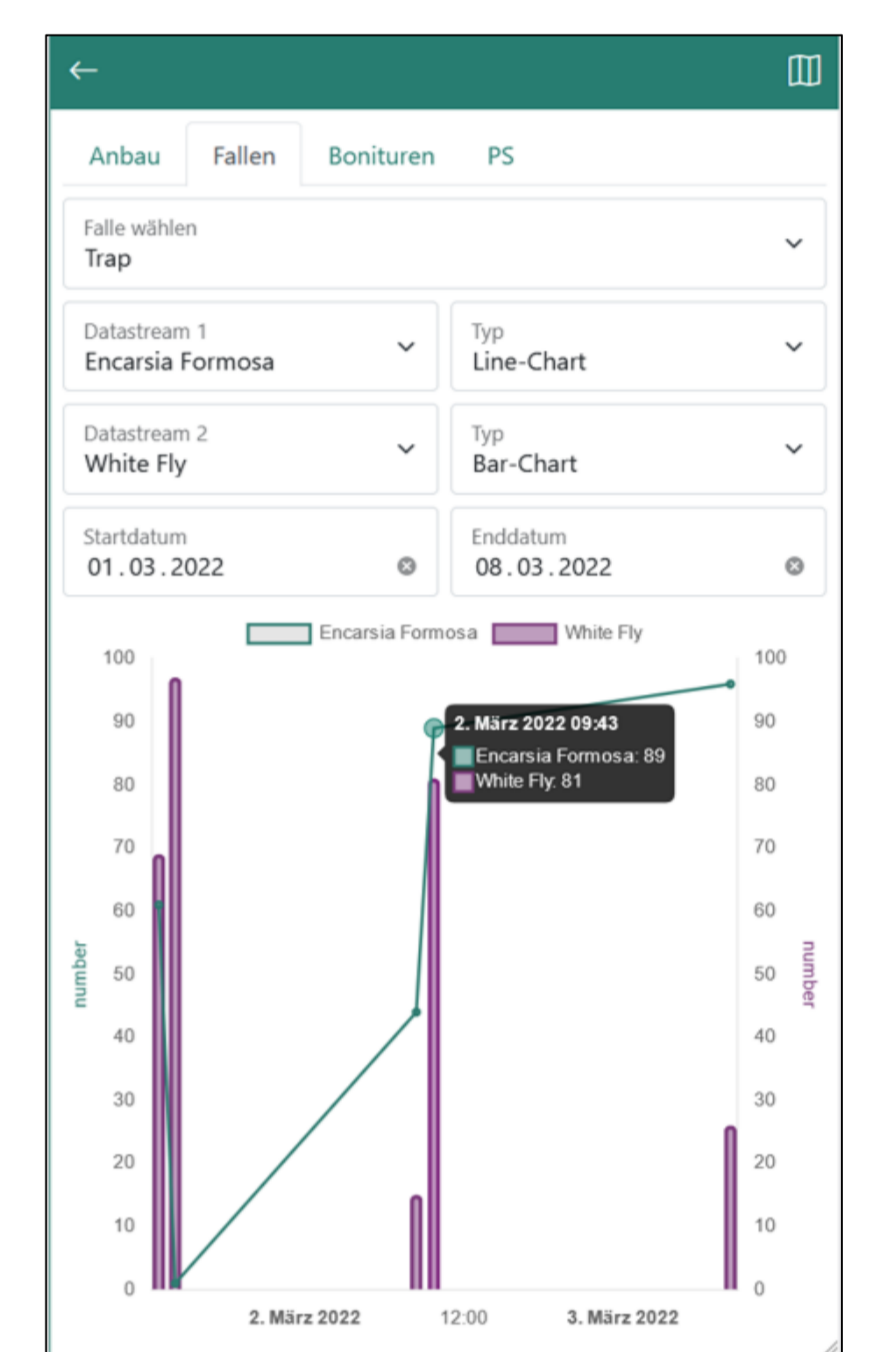 Anbau Fallen Bonituren PS
Falle wählen
Trap
Datastream 1
Encarsia Formosa
Typ
Line-Chart
Datastream 2
White Fly
Typ
Bar-Chart
Startdatum
01.03.2022
Enddatum
08.03.2022
Encarsia Formosa White Fly
100 100
90 90
2. März 2022 09:43
Encarsia Formosa: 89
White Fly: 81
80 80
70 70
60 60
number
50 50
number
40 40
30 30
20 20
10 10
0 0
2. März 2022 12:00 3. März 2022